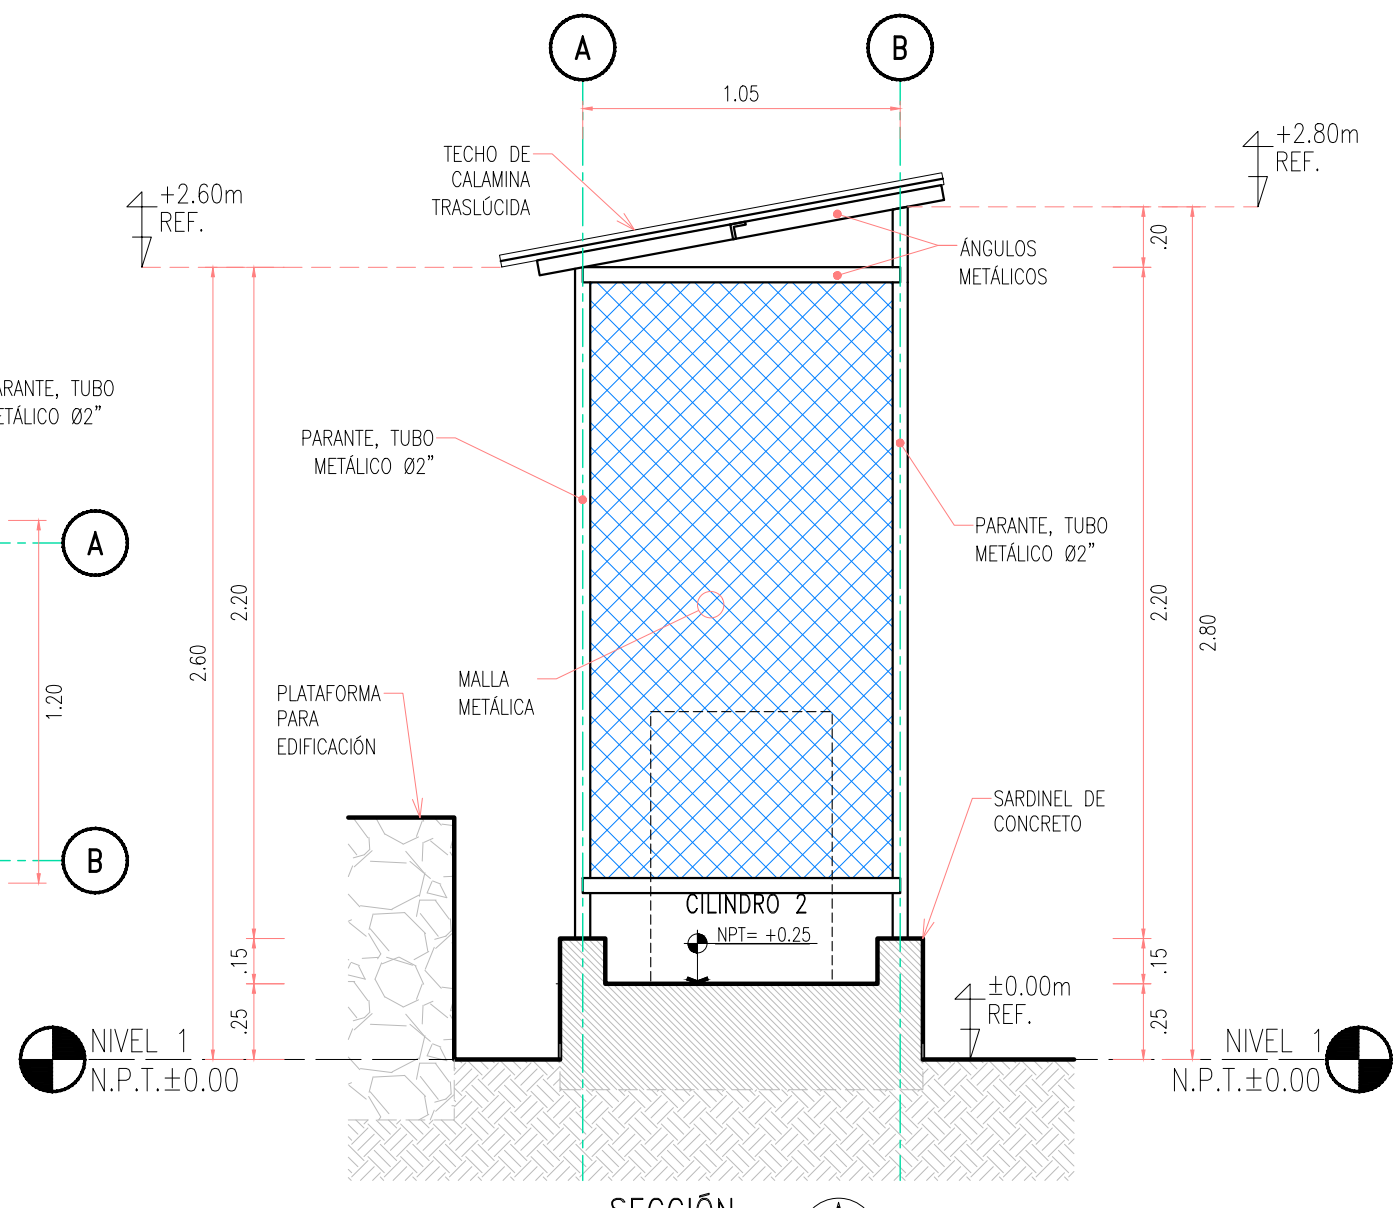 A
B
1.05
+2.80m
REF.
TECHO DE
CALAMINA
TRASLÚCIDA
+2.60m
REF.
.20
ÁNGULOS
METÁLICOS
TUBO
Ø2”
PARANTE, TUBO
METÁLICO Ø2”
PARANTE, TUBO
METÁLICO Ø2”
A
2.20
2.60
2.20
2.80
1.20
MALLA
METÁLICA
PLATAFORMA
PARA
EDIFICACIÓN
SARDINEL DE
CONCRETO
B
CILINDRO 2
NPT= +0.25
.15
.15
.25
.25
±0.00m
REF.
NIVEL 1
N.P.T.±0.00
NIVEL 1
N.P.T.±0.00
SECCIÓN